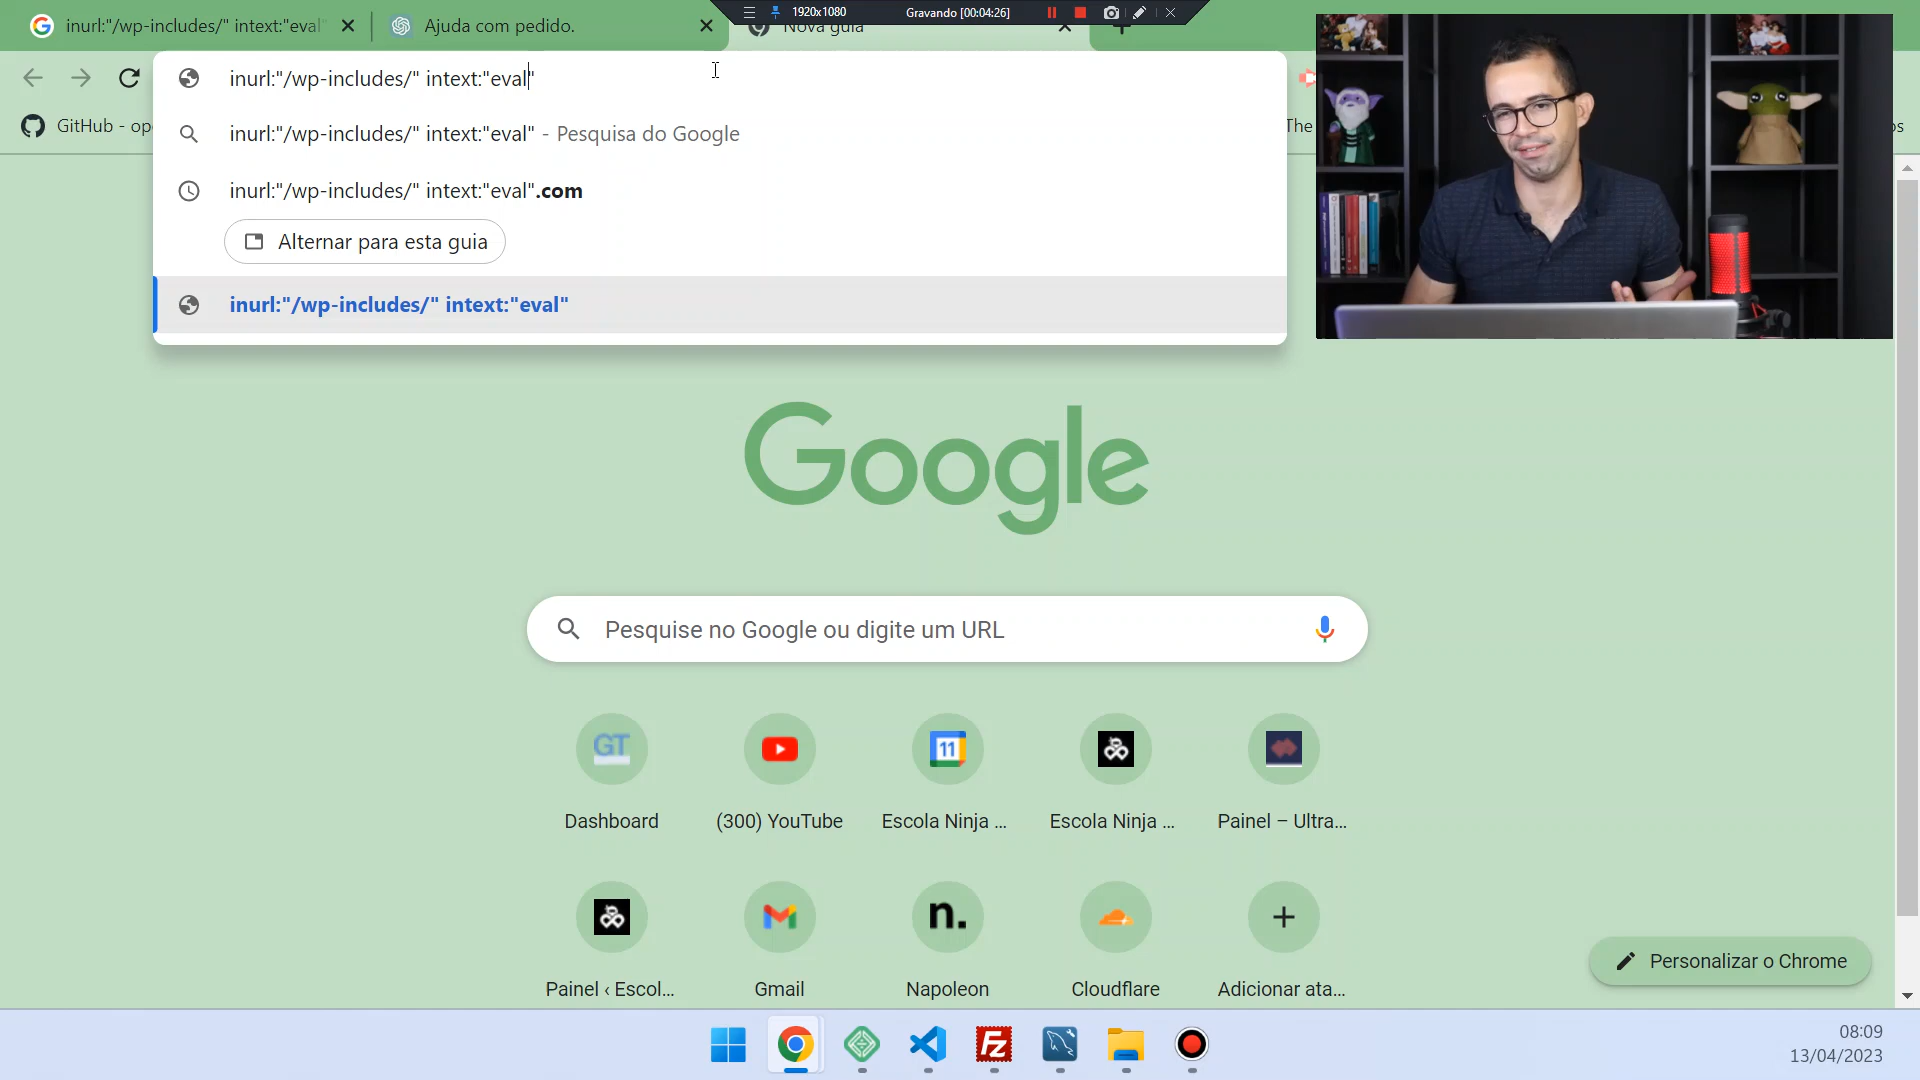 1920x1080
Gravando [00:04:26]
inurl:"/wp-includes/" intext:"eval"
Ajuda com pedido.
Nova guia
inurl:"/wp-includes/" intext:"eval"
inurl:"/wp-includes/" intext:"eval" - Pesquisa do Google
inurl:"/wp-includes/" intext:"eval".com
Alternar para esta guia
inurl:"/wp-includes/" intext:"eval"
GitHub - op
The
os
Google
Pesquise no Google ou digite um URL
GT
11
Dashboard
(300) YouTube
Escola Ninja ...
Escola Ninja ...
Painel – Ultra...
n.
Painel ‹ Escol...
Gmail
Napoleon
Cloudflare
Adicionar ata...
Personalizar o Chrome
Fz
08:09
13/04/2023